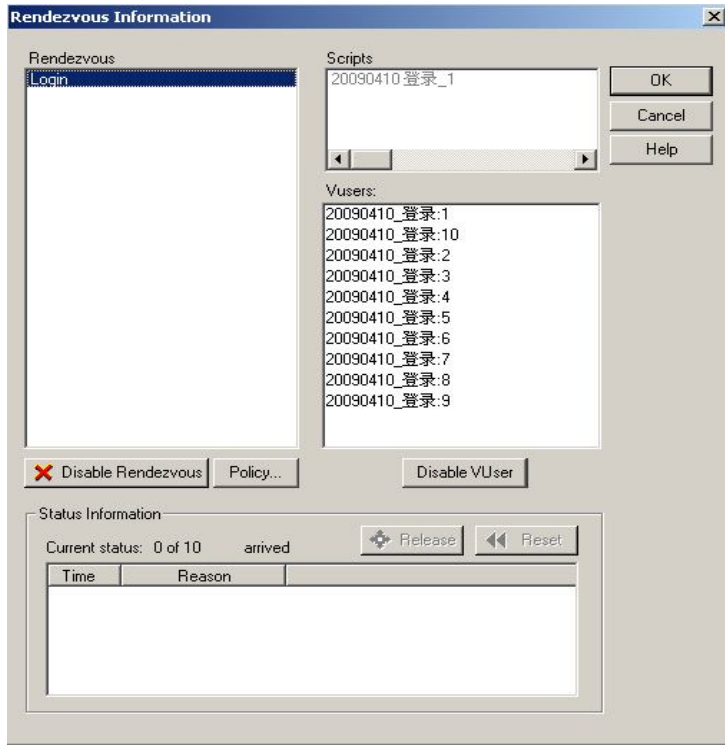 Rendezvous Information
Rendezvous
Login
Scripts
20090410 登录_1
OK
Cancel
Help
Vusers:
20090410_登录:1
20090410_登录:10
20090410_登录:2
20090410_登录:3
20090410_登录:4
20090410_登录:5
20090410_登录:6
20090410_登录:7
20090410_登录:8
20090410_登录:9
Disable Rendezvous
Policy...
Disable VUser
Status Information
Current status: 0 of 10 arrived
Release
Reset
Time
Reason